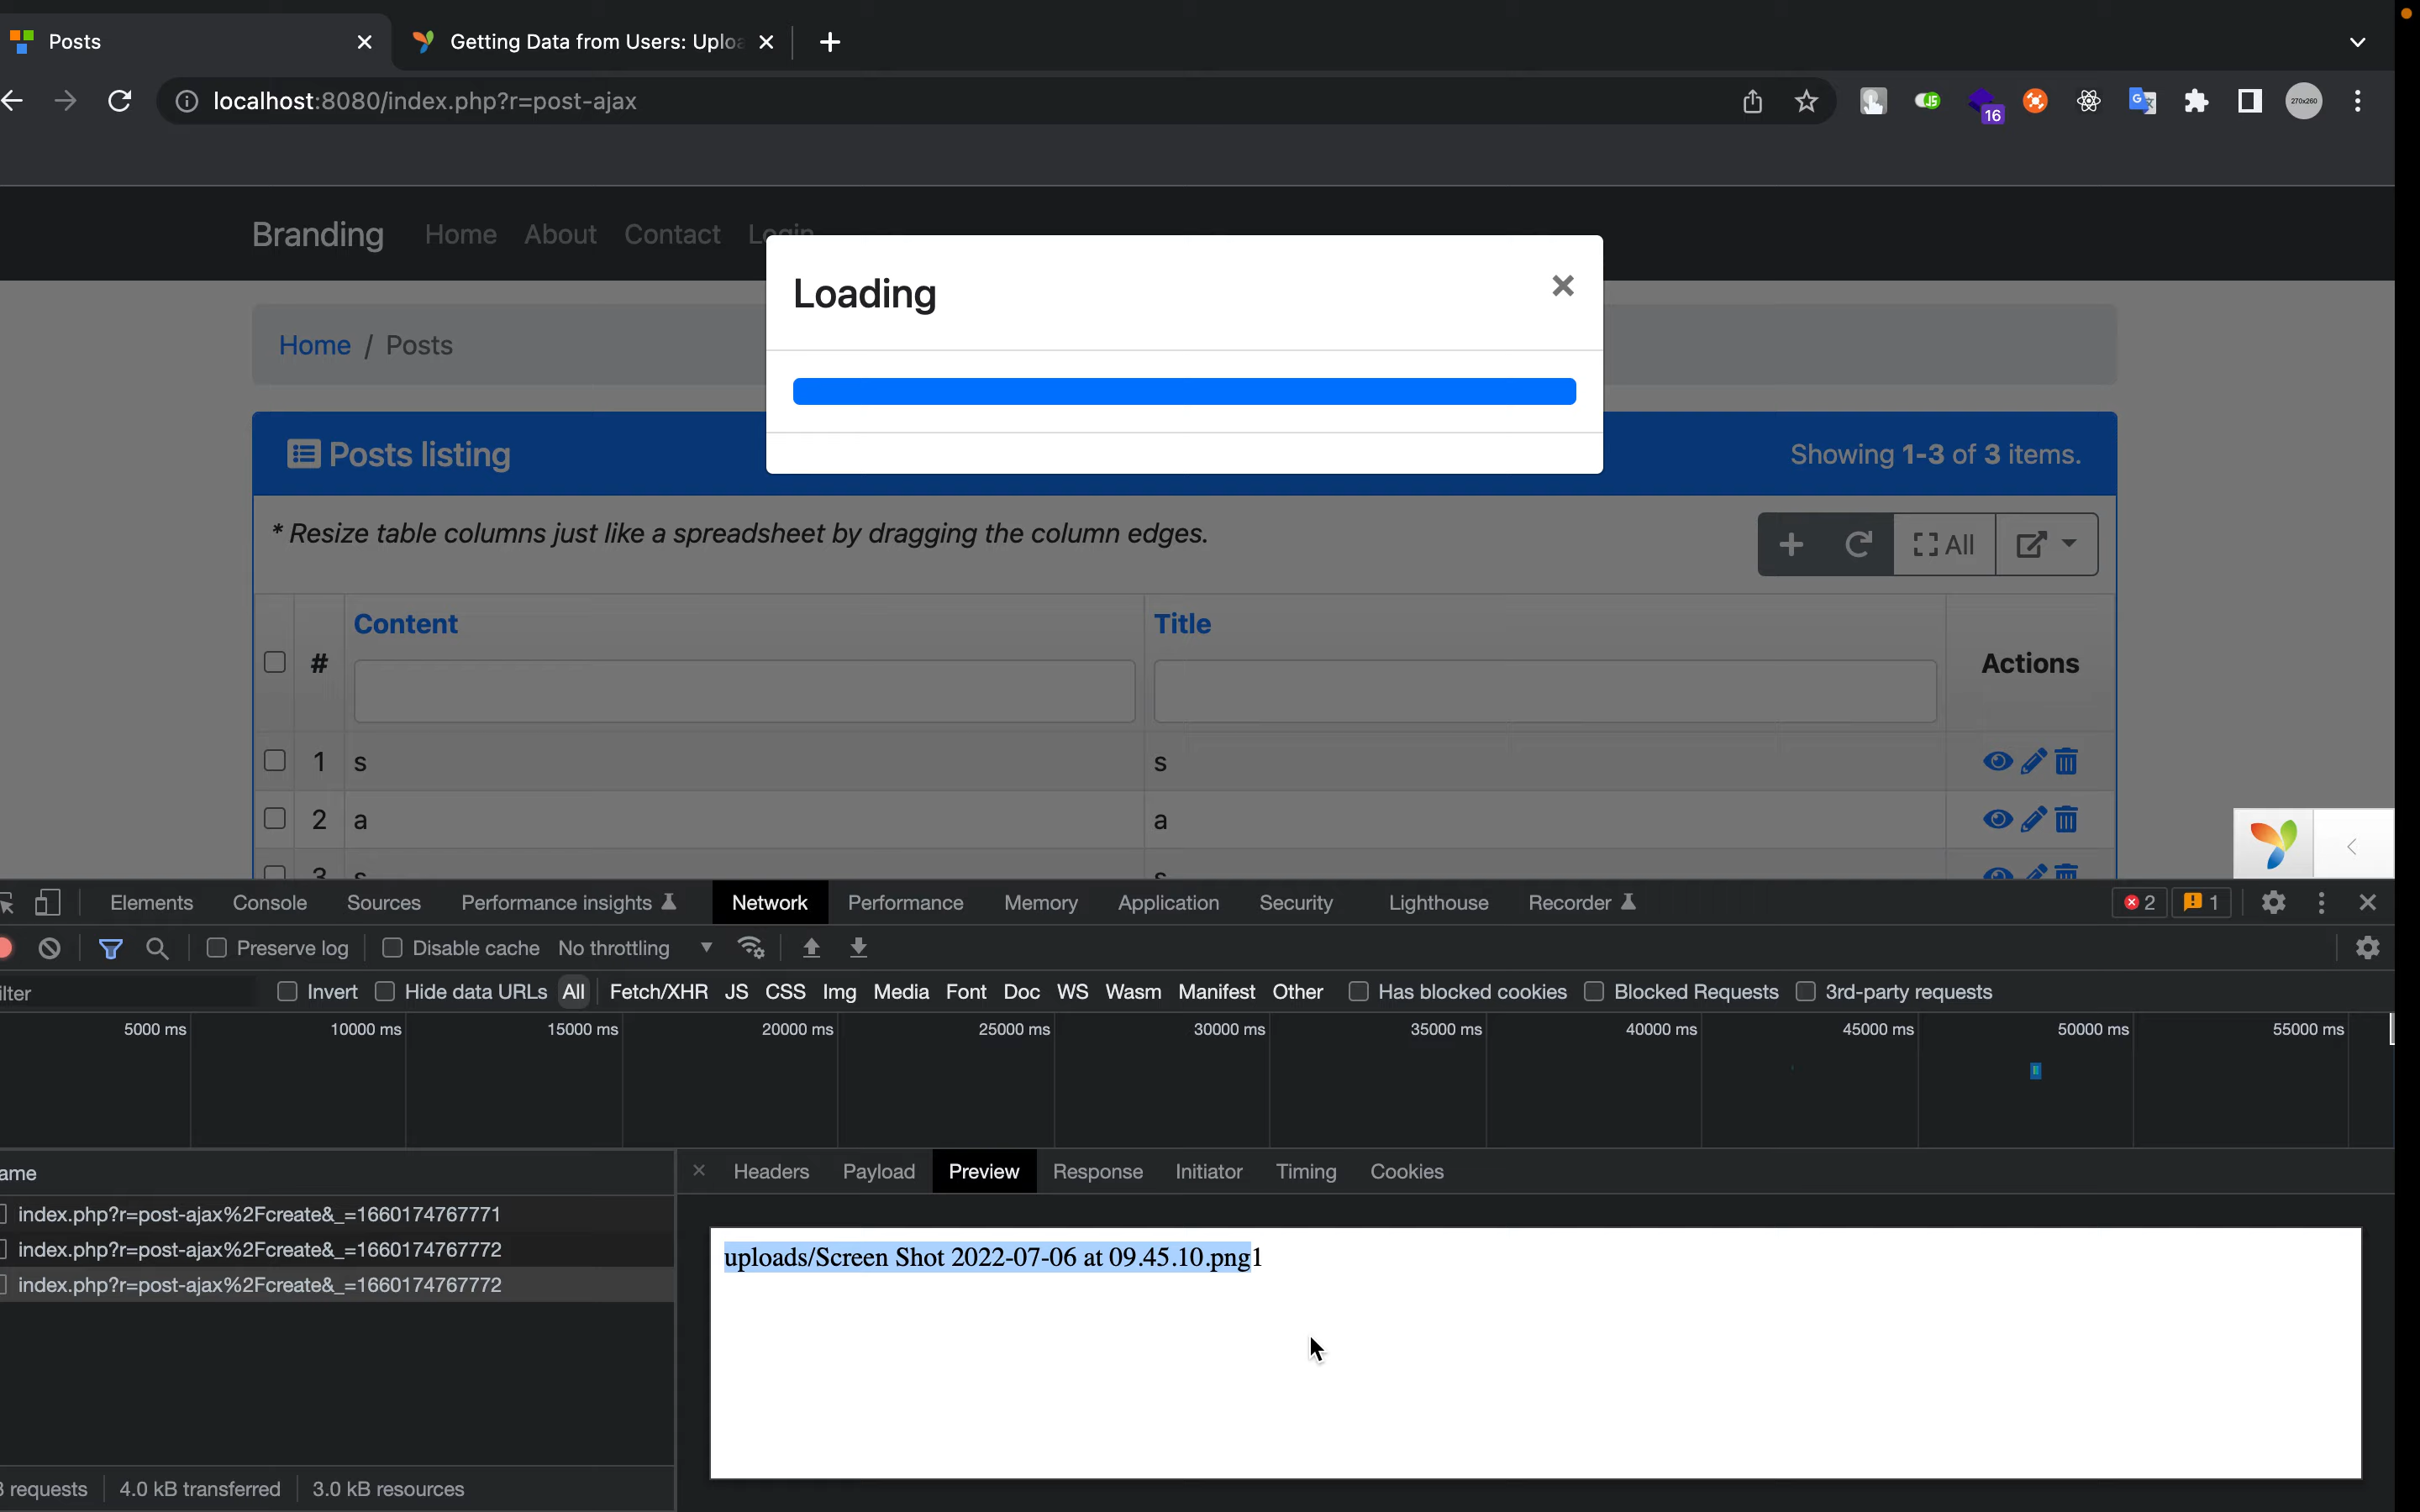 Posts
Getting Data from Users: Uploa
localhost:8080/index.php?r=post-ajax
16
270x260
Branding Home About Contact Login
Loading
Home / Posts
Posts listing
Showing 1-3 of 3 items.
* Resize table columns just like a spreadsheet by dragging the column edges.
All
Content Title
# Actions
1 s s
2 a a
3 s s
Elements Console Sources Performance insights Network Performance Memory Application Security Lighthouse Recorder 2 1
Preserve log Disable cache No throttling
ilter Invert Hide data URLs All Fetch/XHR JS CSS Img Media Font Doc WS Wasm Manifest Other Has blocked cookies Blocked Requests 3rd-party requests
5000 ms 10000 ms 15000 ms 20000 ms 25000 ms 30000 ms 35000 ms 40000 ms 45000 ms 50000 ms 55000 ms
ame
Headers Payload Preview Response Initiator Timing Cookies
index.php?r=post-ajax%2Fcreate&_=1660174767771
index.php?r=post-ajax%2Fcreate&_=1660174767772
index.php?r=post-ajax%2Fcreate&_=1660174767772
uploads/Screen Shot 2022-07-06 at 09.45.10.png1
3 requests 4.0 kB transferred 3.0 kB resources